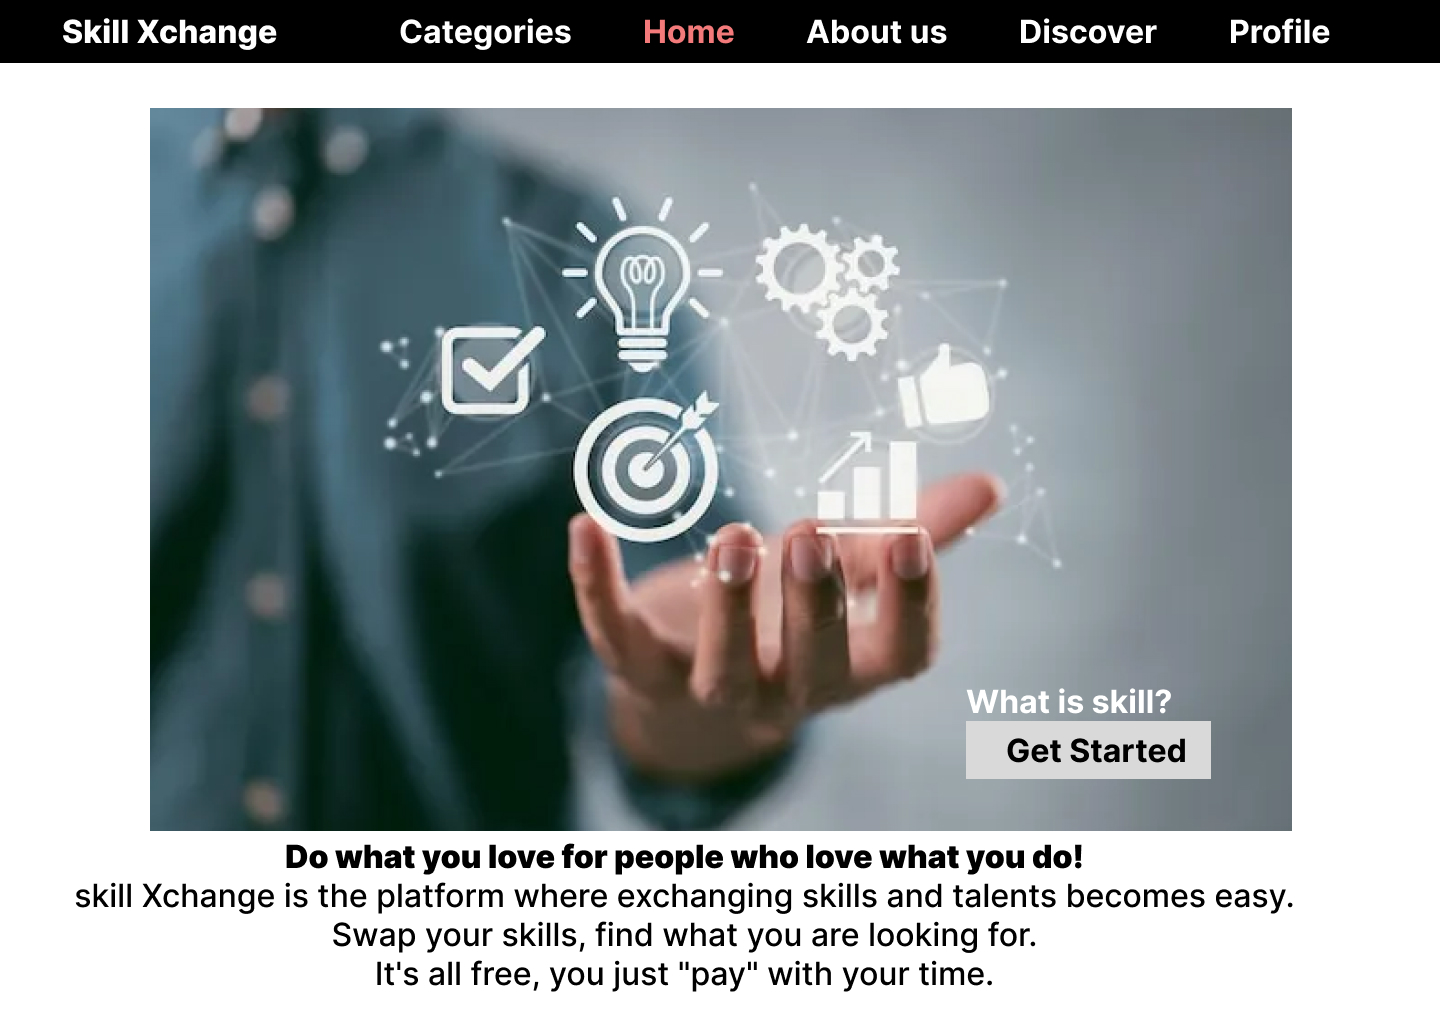 Skill Xchange Categories Home About us Discover Profile
What is skill?
Get Started
Do what you love for people who love what you do!
skill Xchange is the platform where exchanging skills and talents becomes easy.
Swap your skills, find what you are looking for.
It's all free, you just "pay" with your time.